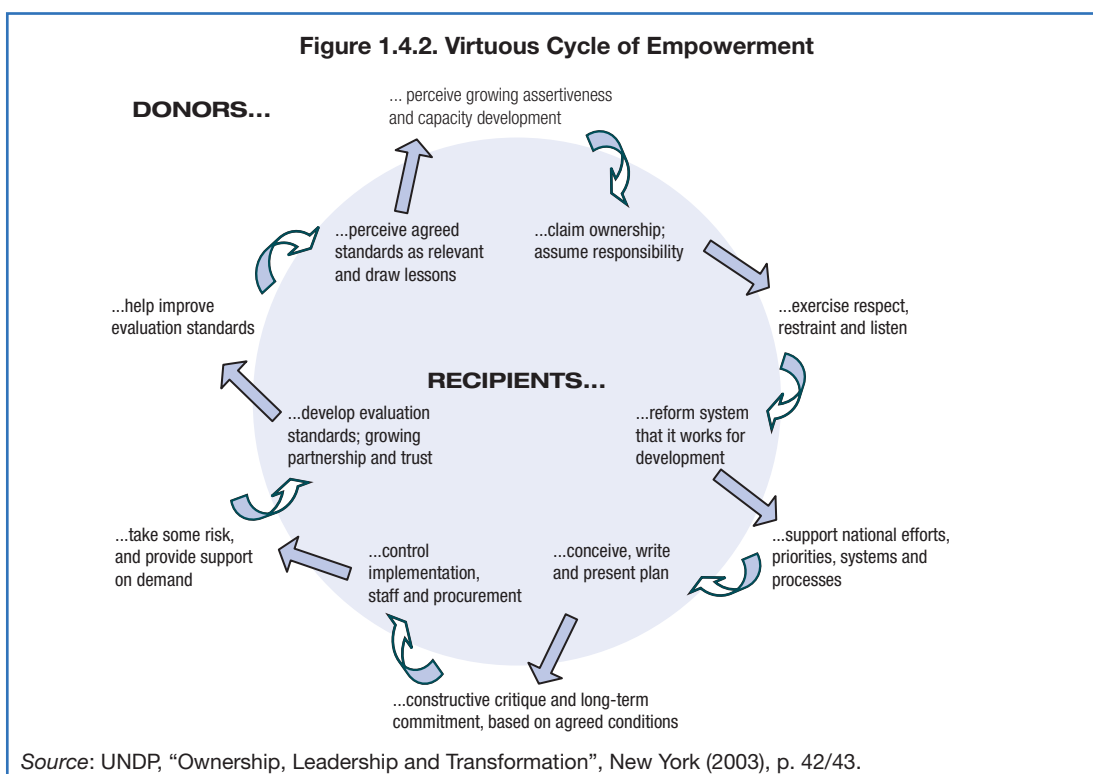 Figure 1.4.2. Virtuous Cycle of Empowerment
DONORS...
... perceive growing assertiveness
and capacity development
...perceive agreed
standards as relevant
and draw lessons
...claim ownership;
assume responsibility
...help improve
evaluation standards
...exercise respect,
restraint and listen
RECIPIENTS...
...develop evaluation
standards; growing
partnership and trust
...reform system
that it works for
development
...take some risk,
and provide support
on demand
...control
implementation,
staff and procurement
...conceive, write
and present plan
...support national efforts,
priorities, systems and
processes
...constructive critique and long-term
commitment, based on agreed conditions
Source: UNDP, “Ownership, Leadership and Transformation”, New York (2003), p. 42/43.